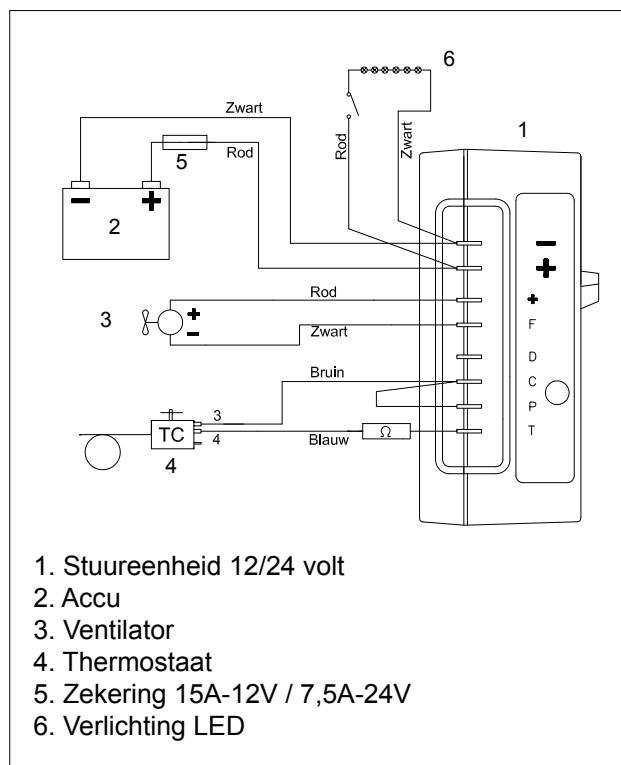 6
Zwart
1
5
Rod
Rod
Zwart
− +
2
−
+
Rod
+
3
+
−
F
Zwart
D
Bruin
C
3
P
TC
4
Blauw
Ω
T
4
1. Stuureenheid 12/24 volt
2. Accu
3. Ventilator
4. Thermostaat
5. Zekering 15A-12V / 7,5A-24V
6. Verlichting LED